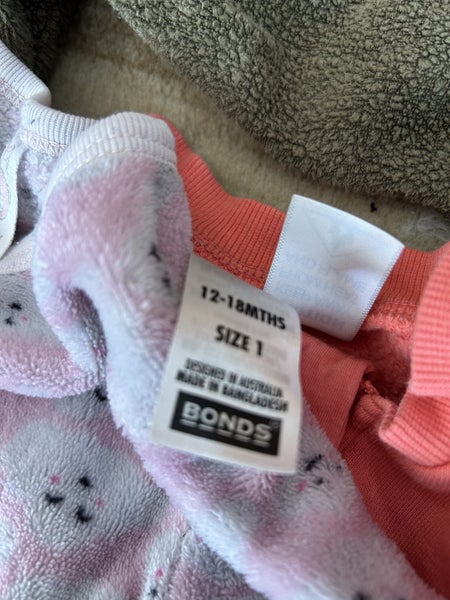 12-18MTHS
SIZE 1
DESIGNED IN AUSTRALIA
MADE IN BANGLADESH
BONDS